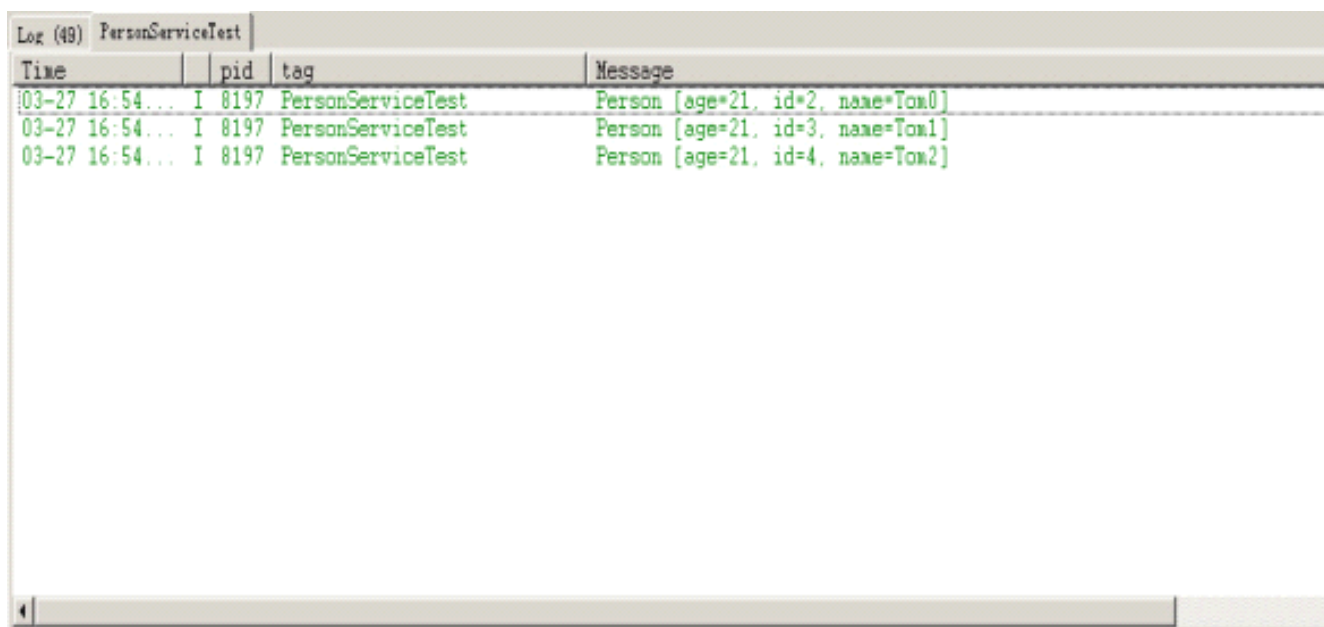 Log (49) PersonServiceTest
Time pid tag Message
03-27 16:54... I 8197 PersonServiceTest Person [age=21, id=2, name=Tom0]
03-27 16:54... I 8197 PersonServiceTest Person [age=21, id=3, name=Tom1]
03-27 16:54... I 8197 PersonServiceTest Person [age=21, id=4, name=Tom2]